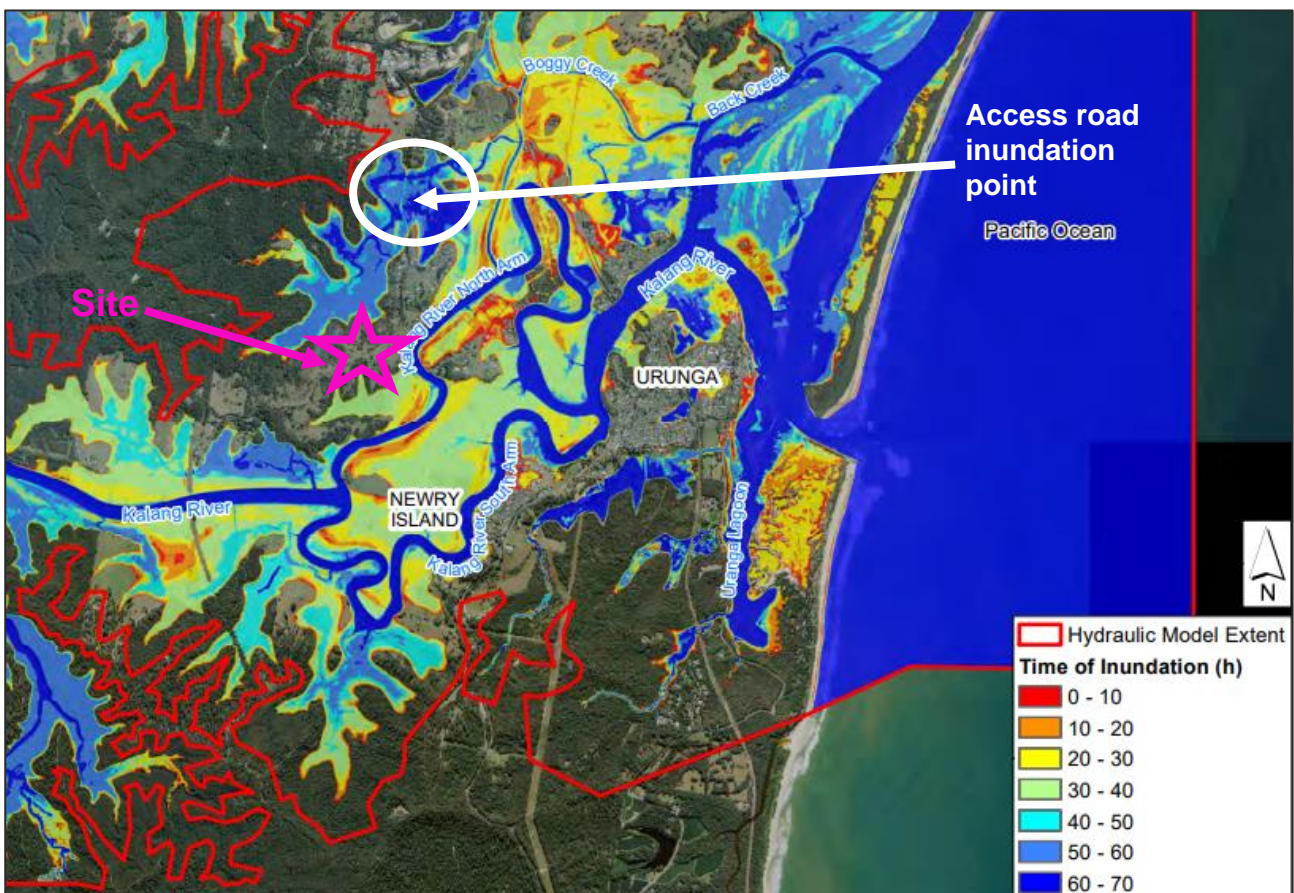 Boggy Creek
Back Creek
Access road
inundation
point
Pacific Ocean
Kalang River North Arm
Kalang River
Site
URUNGA
NEWRY
ISLAND
Kalang River
Kalang River South Arm
Uranga Lagoon
N
Hydraulic Model Extent
Time of Inundation (h)
0 - 10
10 - 20
20 - 30
30 - 40
40 - 50
50 - 60
60 - 70